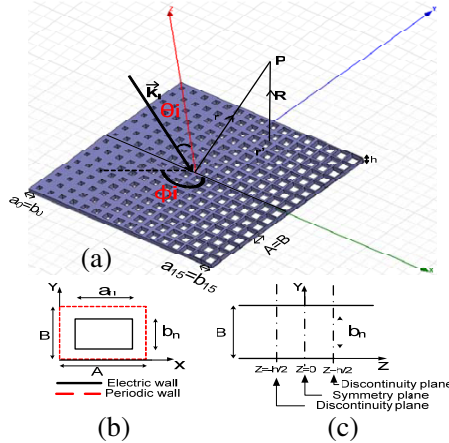 Z
Y
P
K⃗i
θi
R
r
r'
h
ϕi
a0=b0
A=B
X
a15=b15
(a)
Y
an
B
bn
X
A
Electric wall
Periodic wall
(b)
Y
B
bn
Z
Z=-h/2 Z=0 Z=h/2
Discontinuity plane
Symmetry plane
Discontinuity plane
(c)